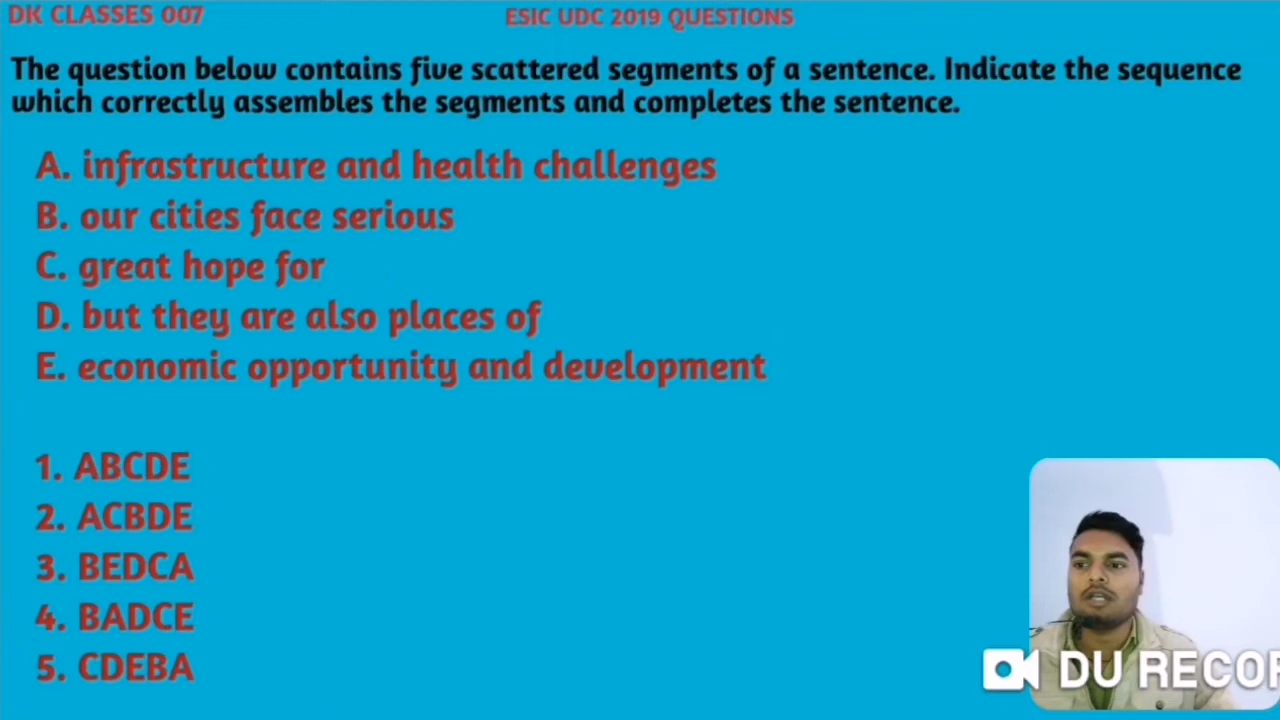 DK CLASSES 007
ESIC UDC 2019 QUESTIONS
The question below contains five scattered segments of a sentence. Indicate the sequence
which correctly assembles the segments and completes the sentence.
A. infrastructure and health challenges
B. our cities face serious
C. great hope for
D. but they are also places of
E. economic opportunity and development
1. ABCDE
2. ACBDE
3. BEDCA
4. BADCE
5. CDEBA
DU RECOR